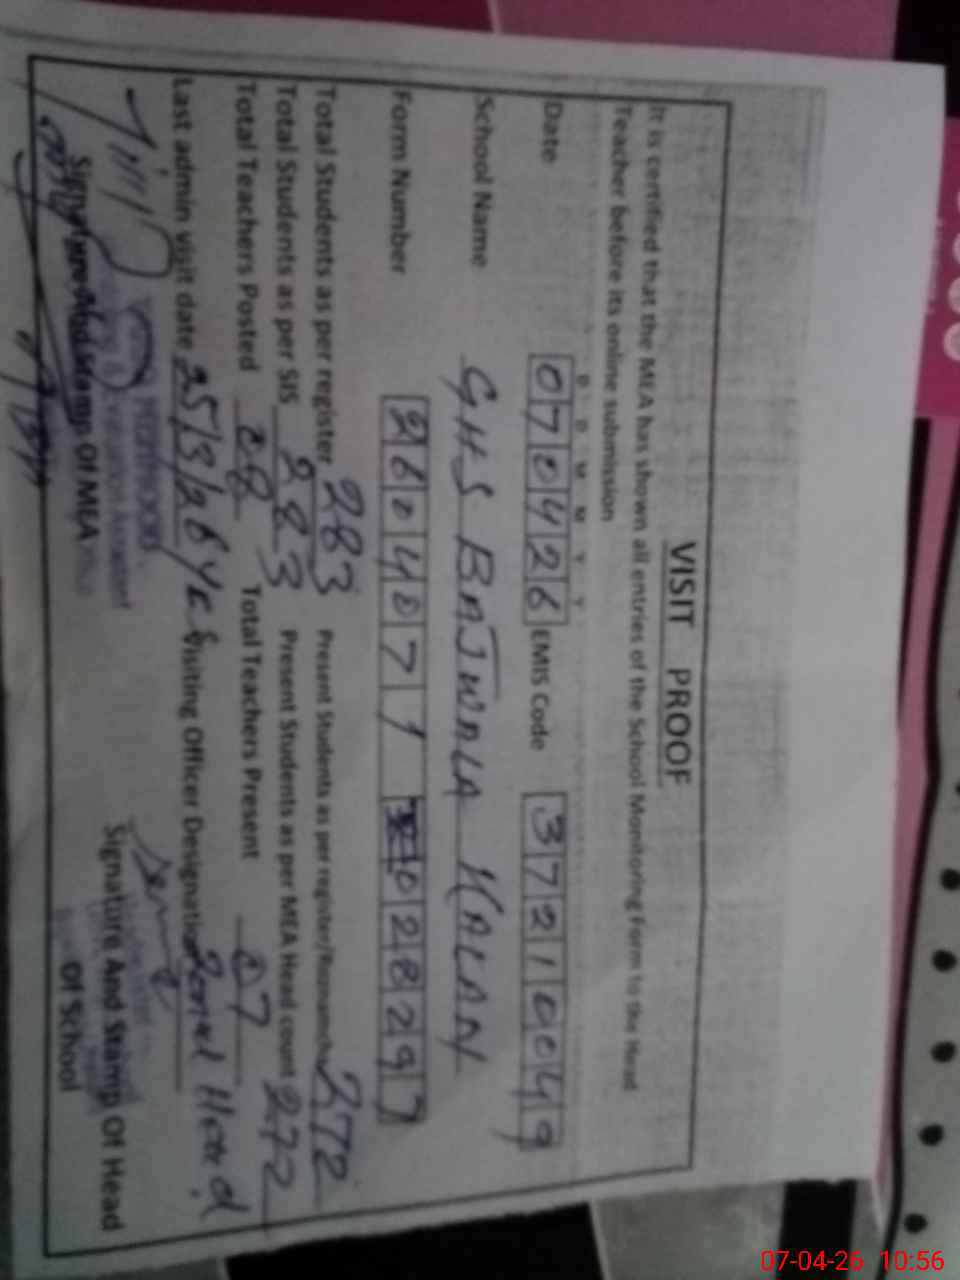 VISIT PROOF
It is certified that the MEA has shown all entries of the School Monitoring Form to the Head
Teacher before its online submission
D D M M Y Y
Date 070426 EMIS Code 37210049
School Name GHS BAJWALA KALAN
Form Number 26040771 028297
Total Students as per register 283 Present Students as per register 272
Total Students as per SIS 283 Present Students as per MEA Head count 272
Total Teachers Posted 08 Total Teachers Present 07
Last admin visit date 25/3/26 Yes Visiting Officer Designation Head
Signature And Stamp Of MEA
Signature And Stamp Of Head
Of School
07-04-26 10:56